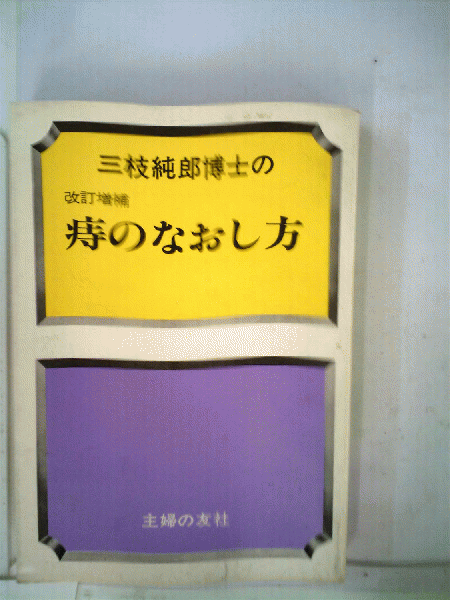 三枝純郎博士の
改訂増補
痔のなおし方
主婦の友社